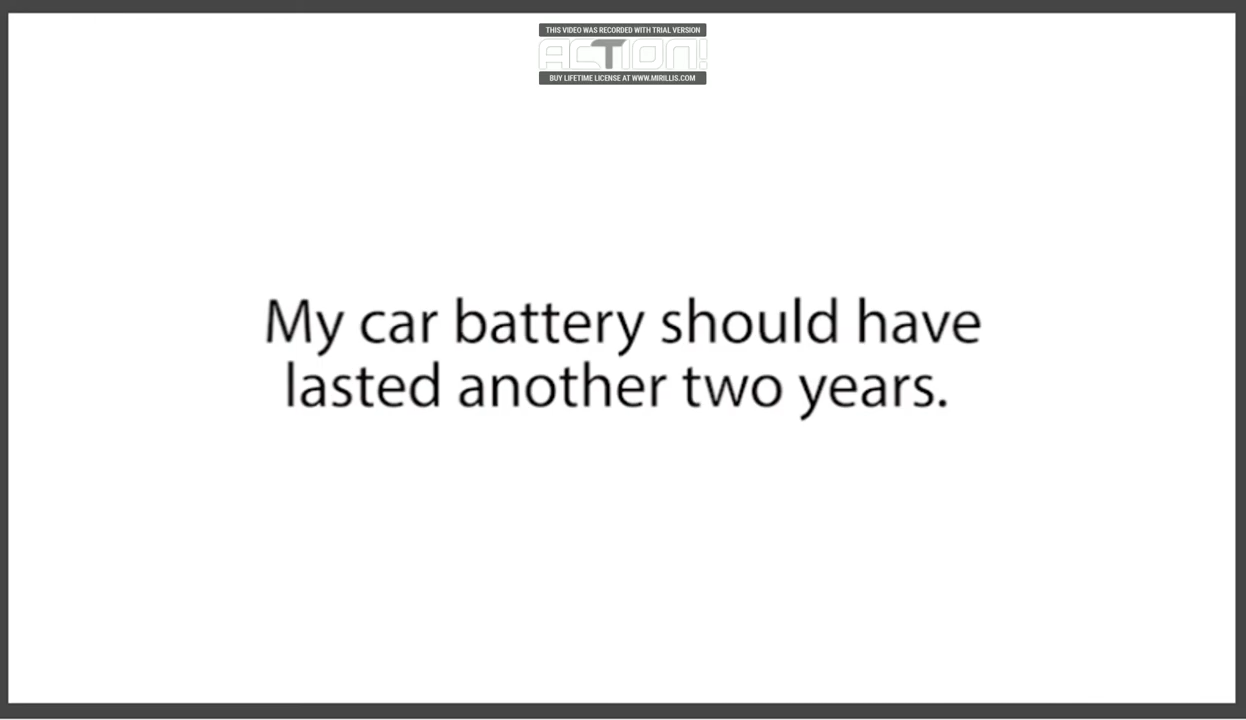 THIS VIDEO WAS RECORDED WITH TRIAL VERSION
ACTION!
BUY LIFETIME LICENSE AT WWW.MIRILLIS.COM
My car battery should have
lasted another two years.